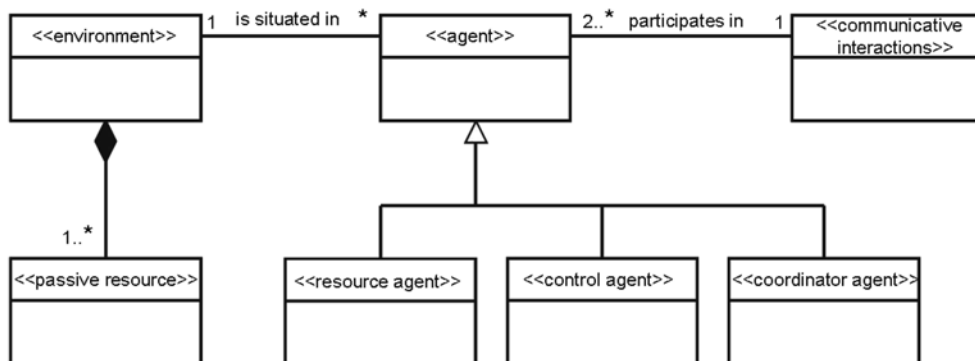 1 is situated in *
2..* participates in 1
<<environment>>
<<agent>>
<<communicative
interactions>>
1..*
<<passive resource>>
<<resource agent>>
<<control agent>>
<<coordinator agent>>